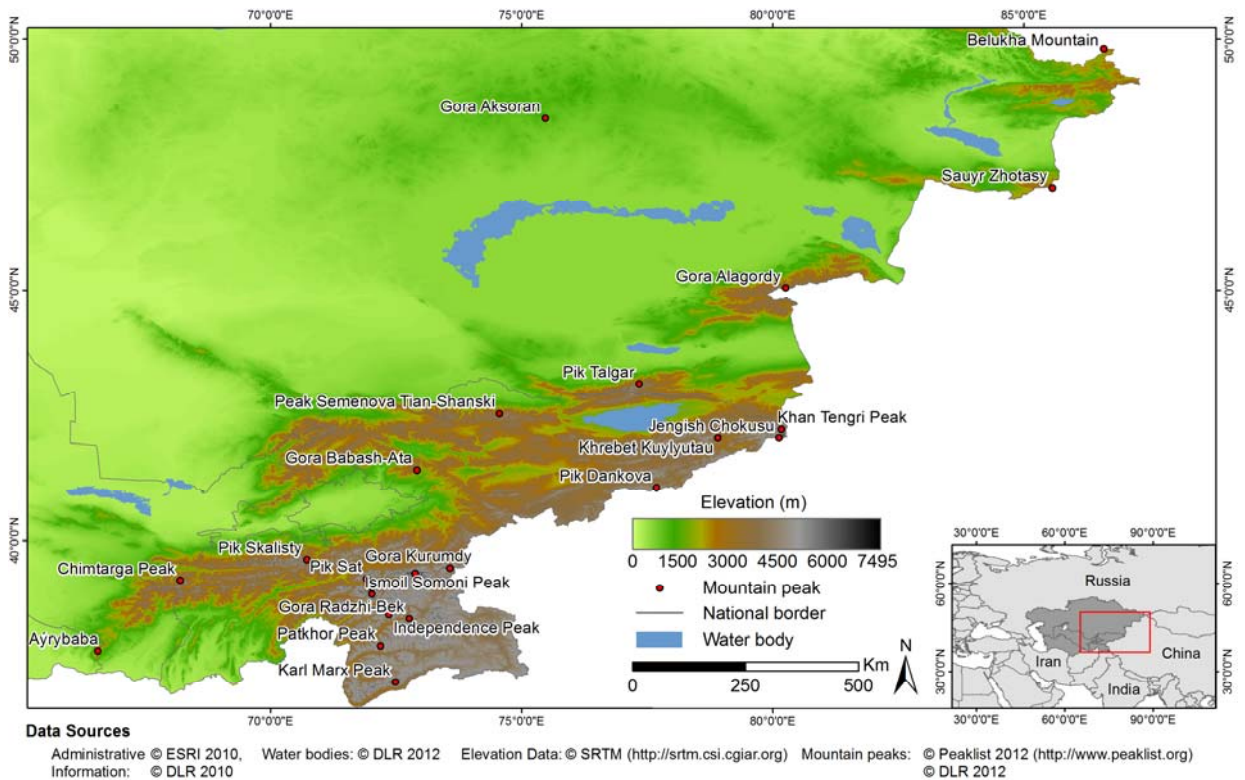 70°0'0"E 75°0'0"E 80°0'0"E 85°0'0"E
50°0'0"N
50°0'0"N
Belukha Mountain
Gora Aksoran
Sauyr Zhotasy
Gora Alagordy
45°0'0"N
45°0'0"N
Pik Talgar
Peak Semenova Tian-Shanski
Khan Tengri Peak
Jengish Chokusu
Khrebet Kuylyutau
Gora Babash-Ata
Pik Dankova
40°0'0"N
Pik Skalisty
Gora Kurumdy
Chimtarga Peak
Pik Sat
Ismoil Somoni Peak
Gora Radzhi-Bek
Independence Peak
Patkhor Peak
Aýrybaba
Karl Marx Peak
Elevation (m)
0 1500 3000 4500 6000 7495
Mountain peak
National border
Water body
Km
0 250 500
N
30°0'0"E 60°0'0"E 90°0'0"E
60°0'0"N
60°0'0"N
Russia
Iran
China
India
30°0'0"N
30°0'0"N
30°0'0"E 60°0'0"E 90°0'0"E
70°0'0"E 75°0'0"E 80°0'0"E
Data Sources
Administrative © ESRI 2010, Water bodies: © DLR 2012 Elevation Data: © SRTM (http://srtm.csi.cgiar.org) Mountain peaks: © Peaklist 2012 (http://www.peaklist.org)
Information: © DLR 2010 © DLR 2012